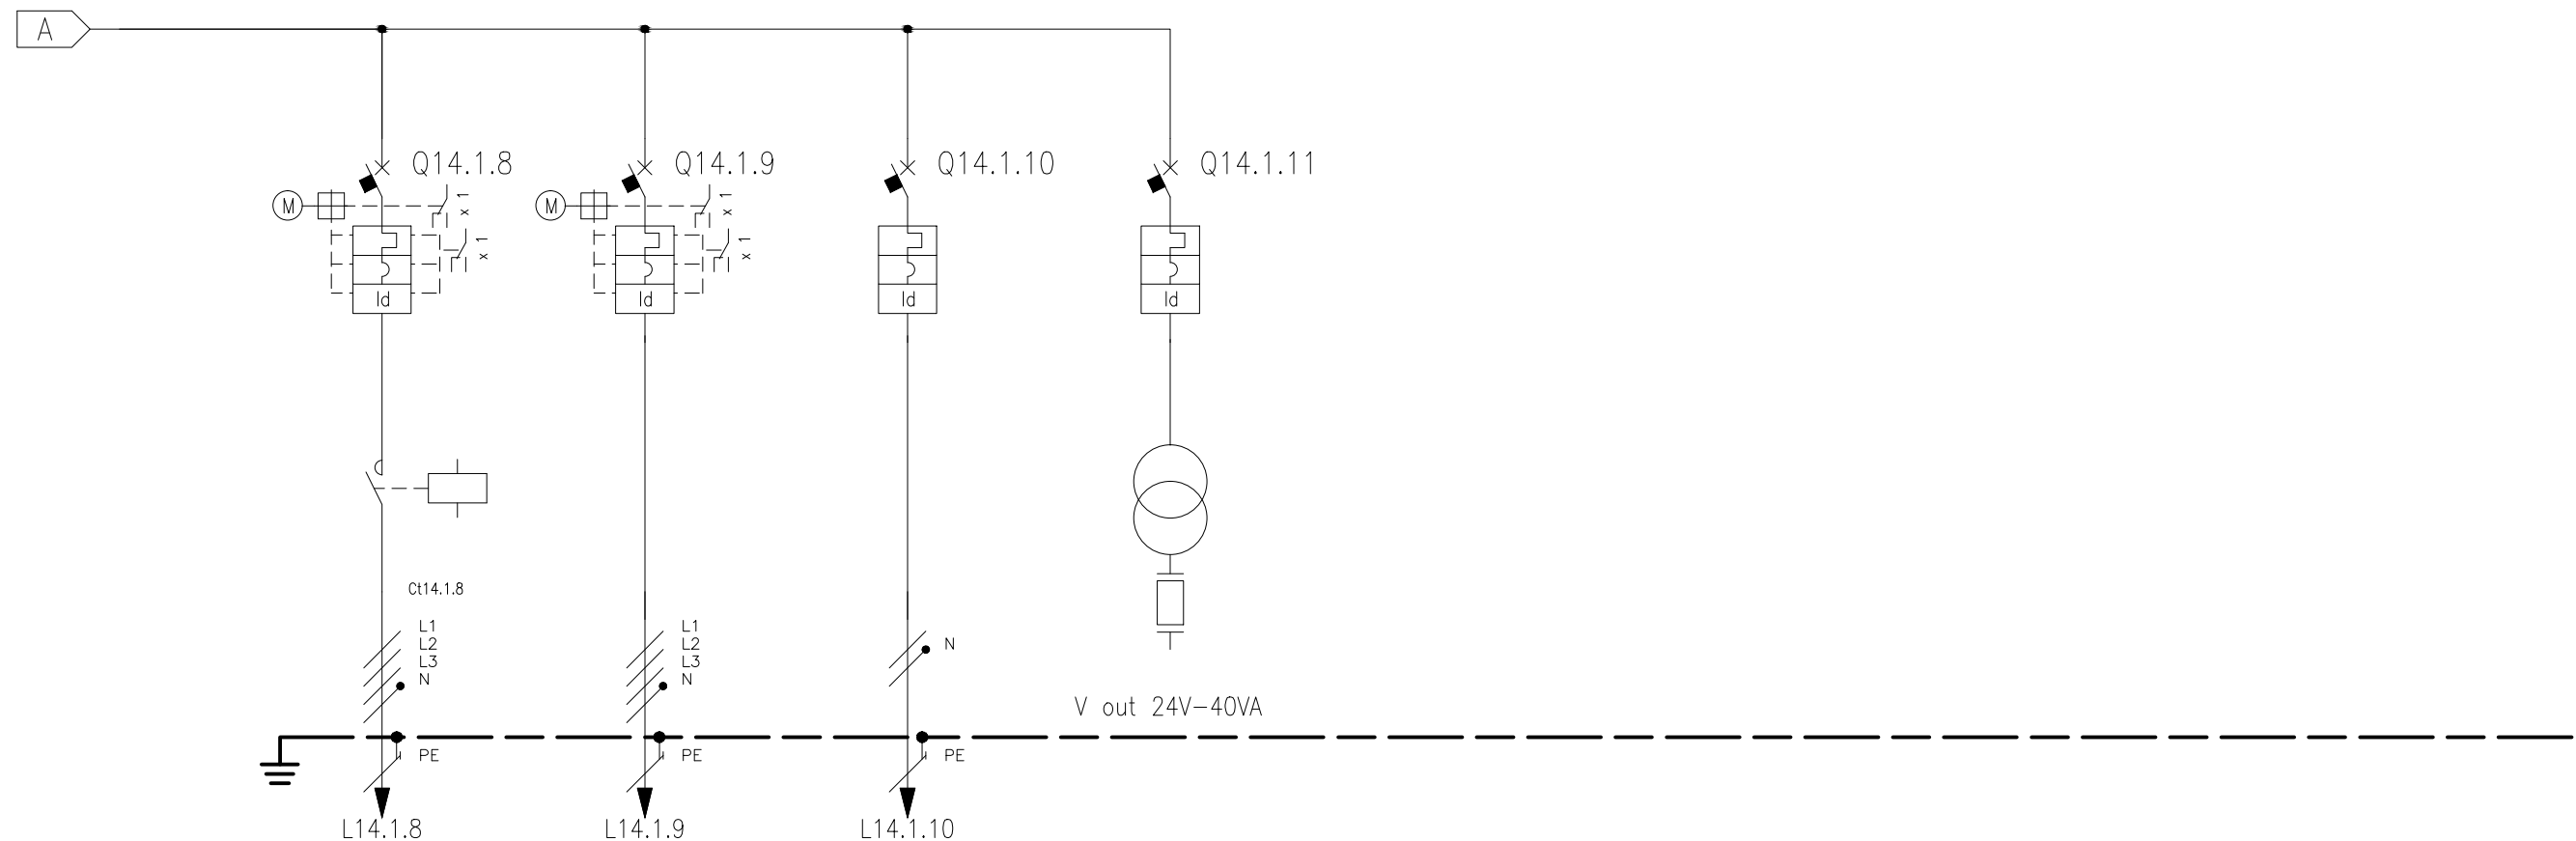 A
Q14.1.8
Q14.1.9
Q14.1.10
Q14.1.11
M
x 1
M
x 1
x 1
x 1
Id
Id
Id
Id
Ct14.1.8
L1
L2
L3
N
L1
L2
L3
N
N
V out 24V-40VA
PE
PE
PE
L14.1.8
L14.1.9
L14.1.10